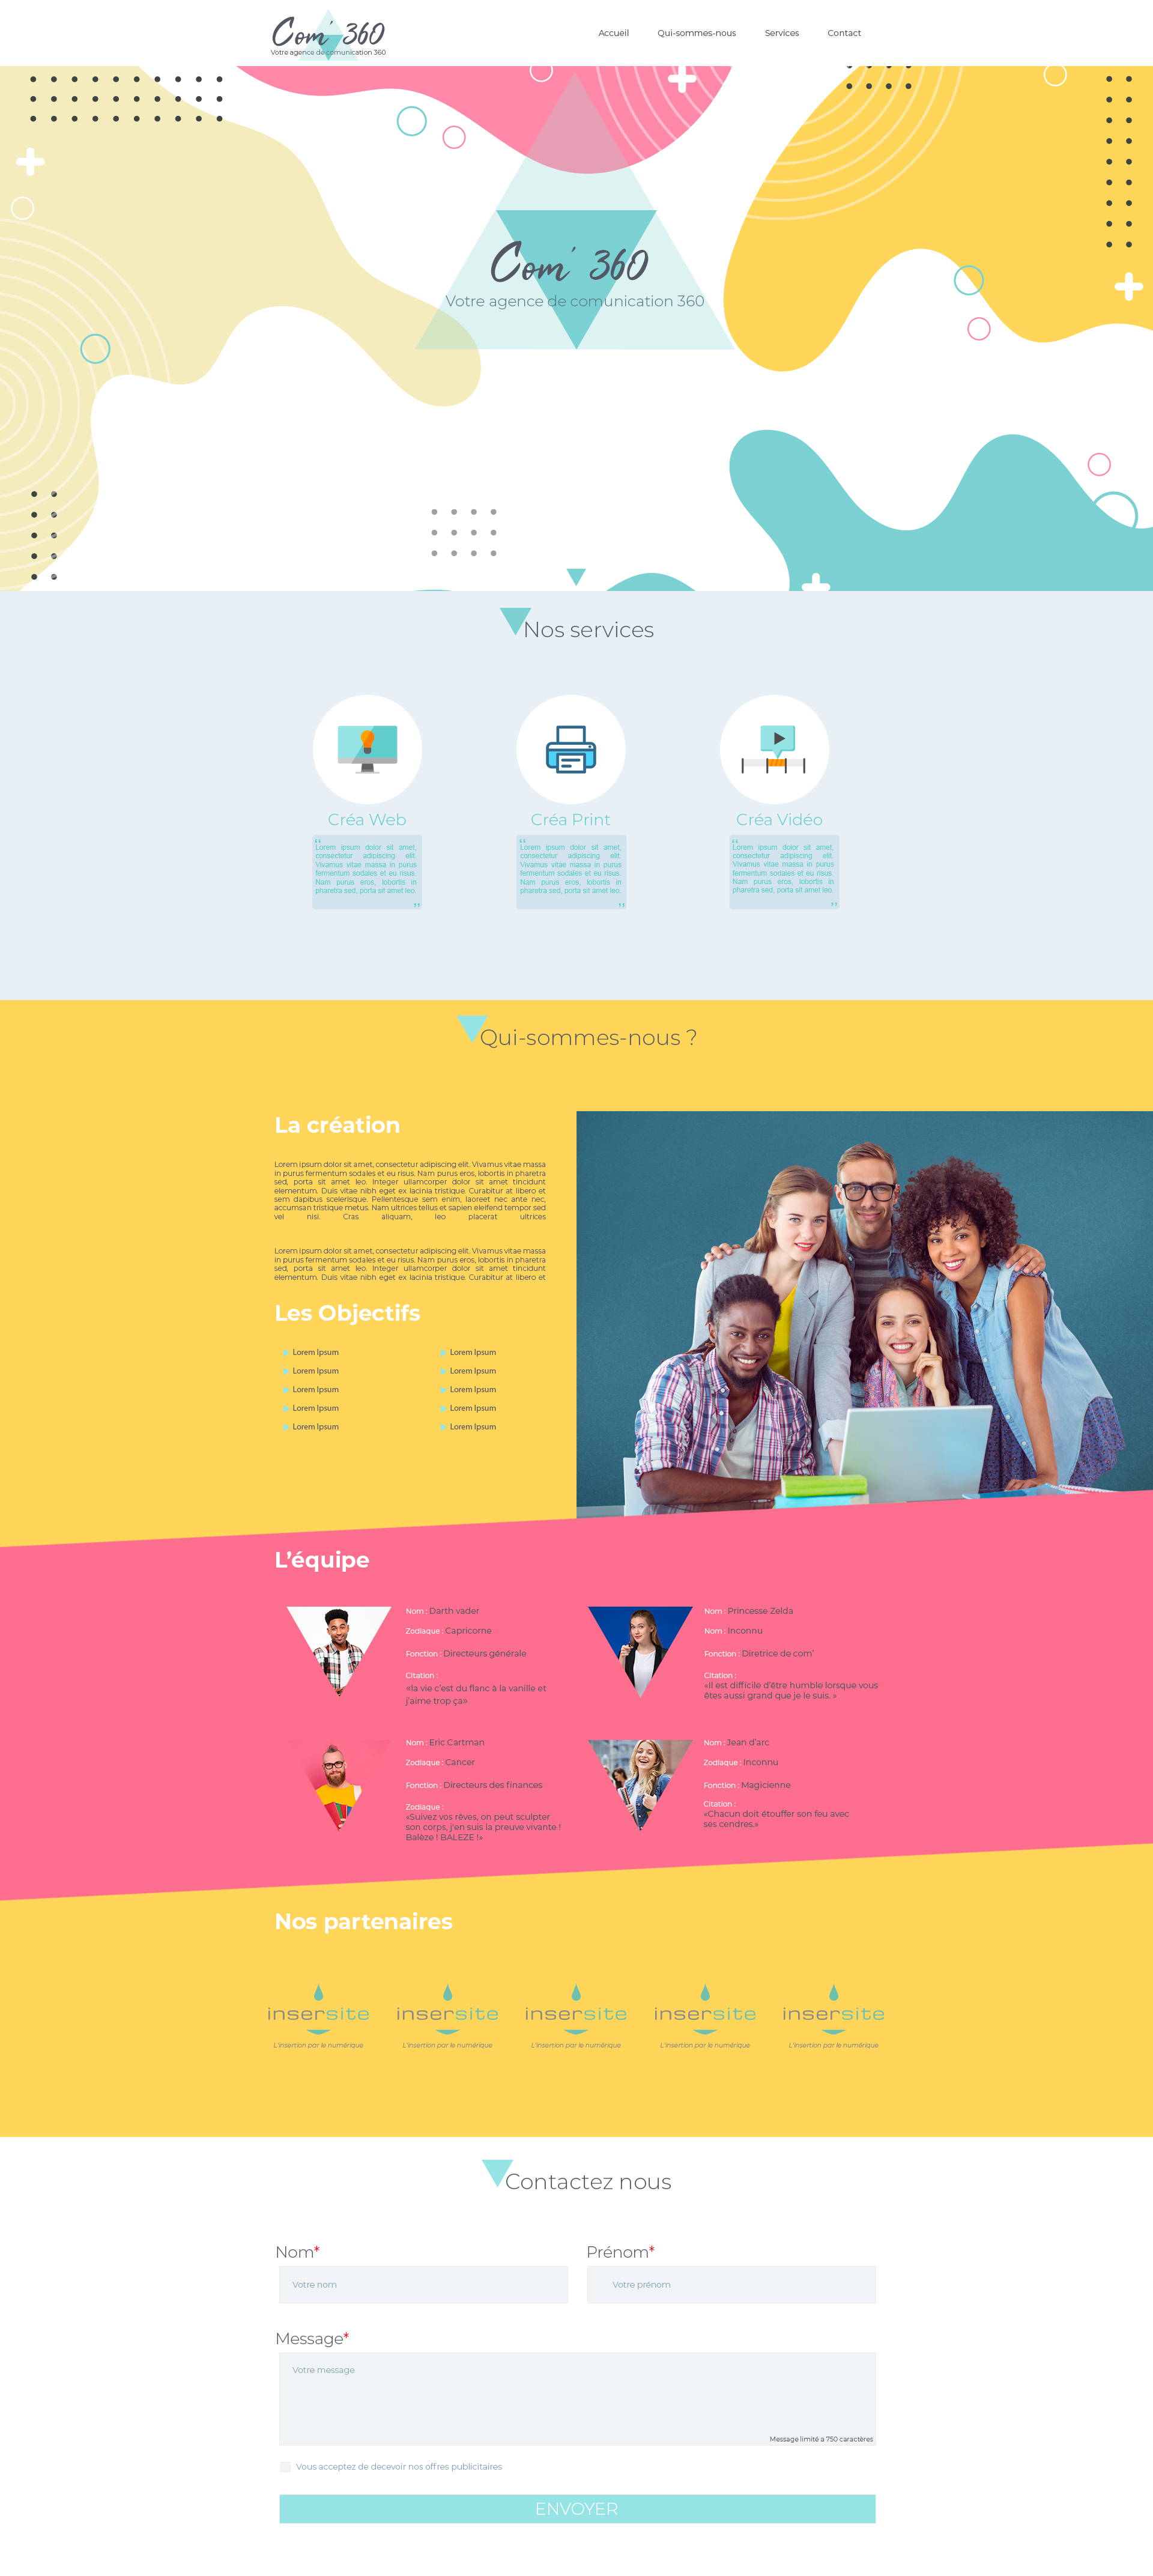 Com' 360
Votre agence de comunication 360
Accueil
Qui-sommes-nous
Services
Contact
Com' 360
Votre agence de comunication 360
Nos services
Créa Web
Créa Print
Créa Vidéo
“
Lorem ipsum dolor sit amet,
consectetur adipiscing elit.
Vivamus vitae massa in purus
fermentum sodales et eu risus.
Nam purus eros, lobortis in
pharetra sed, porta sit amet leo.
”
“
Lorem ipsum dolor sit amet,
consectetur adipiscing elit.
Vivamus vitae massa in purus
fermentum sodales et eu risus.
Nam purus eros, lobortis in
pharetra sed, porta sit amet leo.
”
“
Lorem ipsum dolor sit amet,
consectetur adipiscing elit.
Vivamus vitae massa in purus
fermentum sodales et eu risus.
Nam purus eros, lobortis in
pharetra sed, porta sit amet leo.
”
Qui-sommes-nous ?
La création
Lorem ipsum dolor sit amet, consectetur adipiscing elit. Vivamus vitae massa
in purus fermentum sodales et eu risus. Nam purus eros, lobortis in pharetra
sed, porta sit amet leo. Integer ullamcorper dolor sit amet tincidunt
elementum. Duis vitae nibh eget ex lacinia tristique. Curabitur at libero et
sem dapibus scelerisque. Pellentesque sem enim, laoreet nec ante nec,
accumsan tristique metus. Nam ultrices tellus et sapien eleifend tempor sed
vel nisi. Cras aliquam, leo placerat ultrices
Lorem ipsum dolor sit amet, consectetur adipiscing elit. Vivamus vitae massa
in purus fermentum sodales et eu risus. Nam purus eros, lobortis in pharetra
sed, porta sit amet leo. Integer ullamcorper dolor sit amet tincidunt
elementum. Duis vitae nibh eget ex lacinia tristique. Curabitur at libero et
Les Objectifs
Lorem Ipsum
Lorem Ipsum
Lorem Ipsum
Lorem Ipsum
Lorem Ipsum
Lorem Ipsum
Lorem Ipsum
Lorem Ipsum
Lorem Ipsum
Lorem Ipsum
L’équipe
Nom : Darth vader
Zodiaque : Capricorne
Fonction : Directeurs générale
Citation :
«la vie c’est du flanc à la vanille et
j’aime trop ça»
Nom : Princesse Zelda
Nom : Inconnu
Fonction : Diretrice de com’
Citation :
«Il est difficile d’être humble lorsque vous
êtes aussi grand que je le suis. »
Nom : Eric Cartman
Zodiaque : Cancer
Fonction : Directeurs des finances
Zodiaque :
«Suivez vos rêves, on peut sculpter
son corps, j'en suis la preuve vivante !
Balèze ! BALEZE !»
Nom : Jean d’arc
Zodiaque : Inconnu
Fonction : Magicienne
Citation :
«Chacun doit étouffer son feu avec
ses cendres.»
Nos partenaires
insersite
L'insertion par le numérique
insersite
L'insertion par le numérique
insersite
L'insertion par le numérique
insersite
L'insertion par le numérique
insersite
L'insertion par le numérique
Contactez nous
Nom*
Prénom*
Votre nom
Votre prénom
Message*
Votre message
Message limité a 750 caractères
Vous acceptez de decevoir nos offres publicitaires
ENVOYER